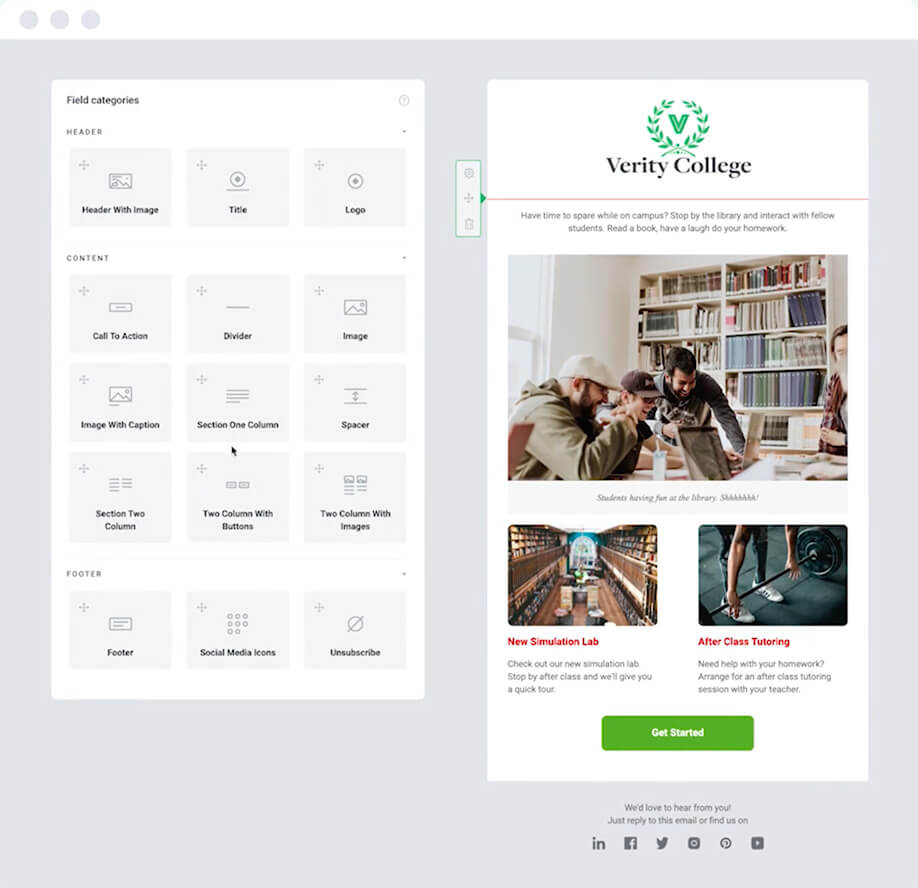 Field categories
HEADER
Header With Image
Title
Logo
CONTENT
Call To Action
Divider
Image
Image With Caption
Section One Column
Spacer
Section Two
Column
Two Column With
Buttons
Two Column With
Images
FOOTER
Footer
Social Media Icons
Unsubscribe
V
Verity College
Have time to spare while on campus? Stop by the library and interact with fellow
students. Read a book, have a laugh do your homework.
Students having fun at the library. Shhhhhhh!
New Simulation Lab
Check out our new simulation lab.
Stop by after class and we'll give you
a quick tour.
After Class Tutoring
Need help with your homework?
Arrange for an after class tutoring
session with your teacher.
Get Started
We'd love to hear from you!
Just reply to this email or find us on